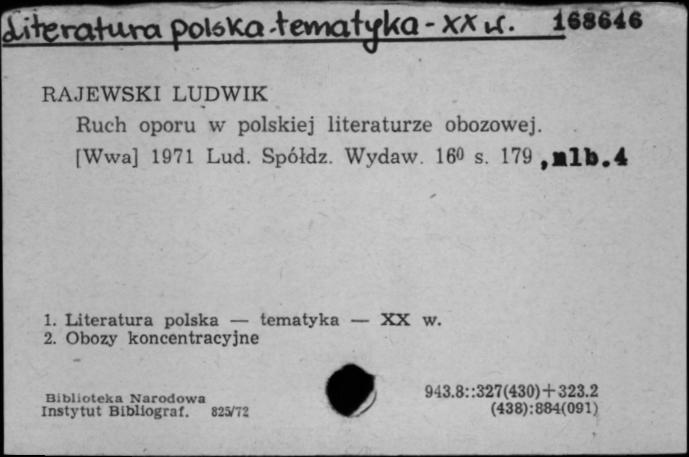 Literatura polska-tematyka-XX w. 168646
RAJEWSKI LUDWIK
Ruch oporu w polskiej literaturze obozowej.
[Wwa] 1971 Lud. Spółdz. Wydaw. 16⁰ s. 179 ,nlb.4
1. Literatura polska — tematyka — XX w.
2. Obozy koncentracyjne
943.8::327(430)+323.2
Biblioteka Narodowa
(438):884(091)
Instytut Bibliograf. 825/72